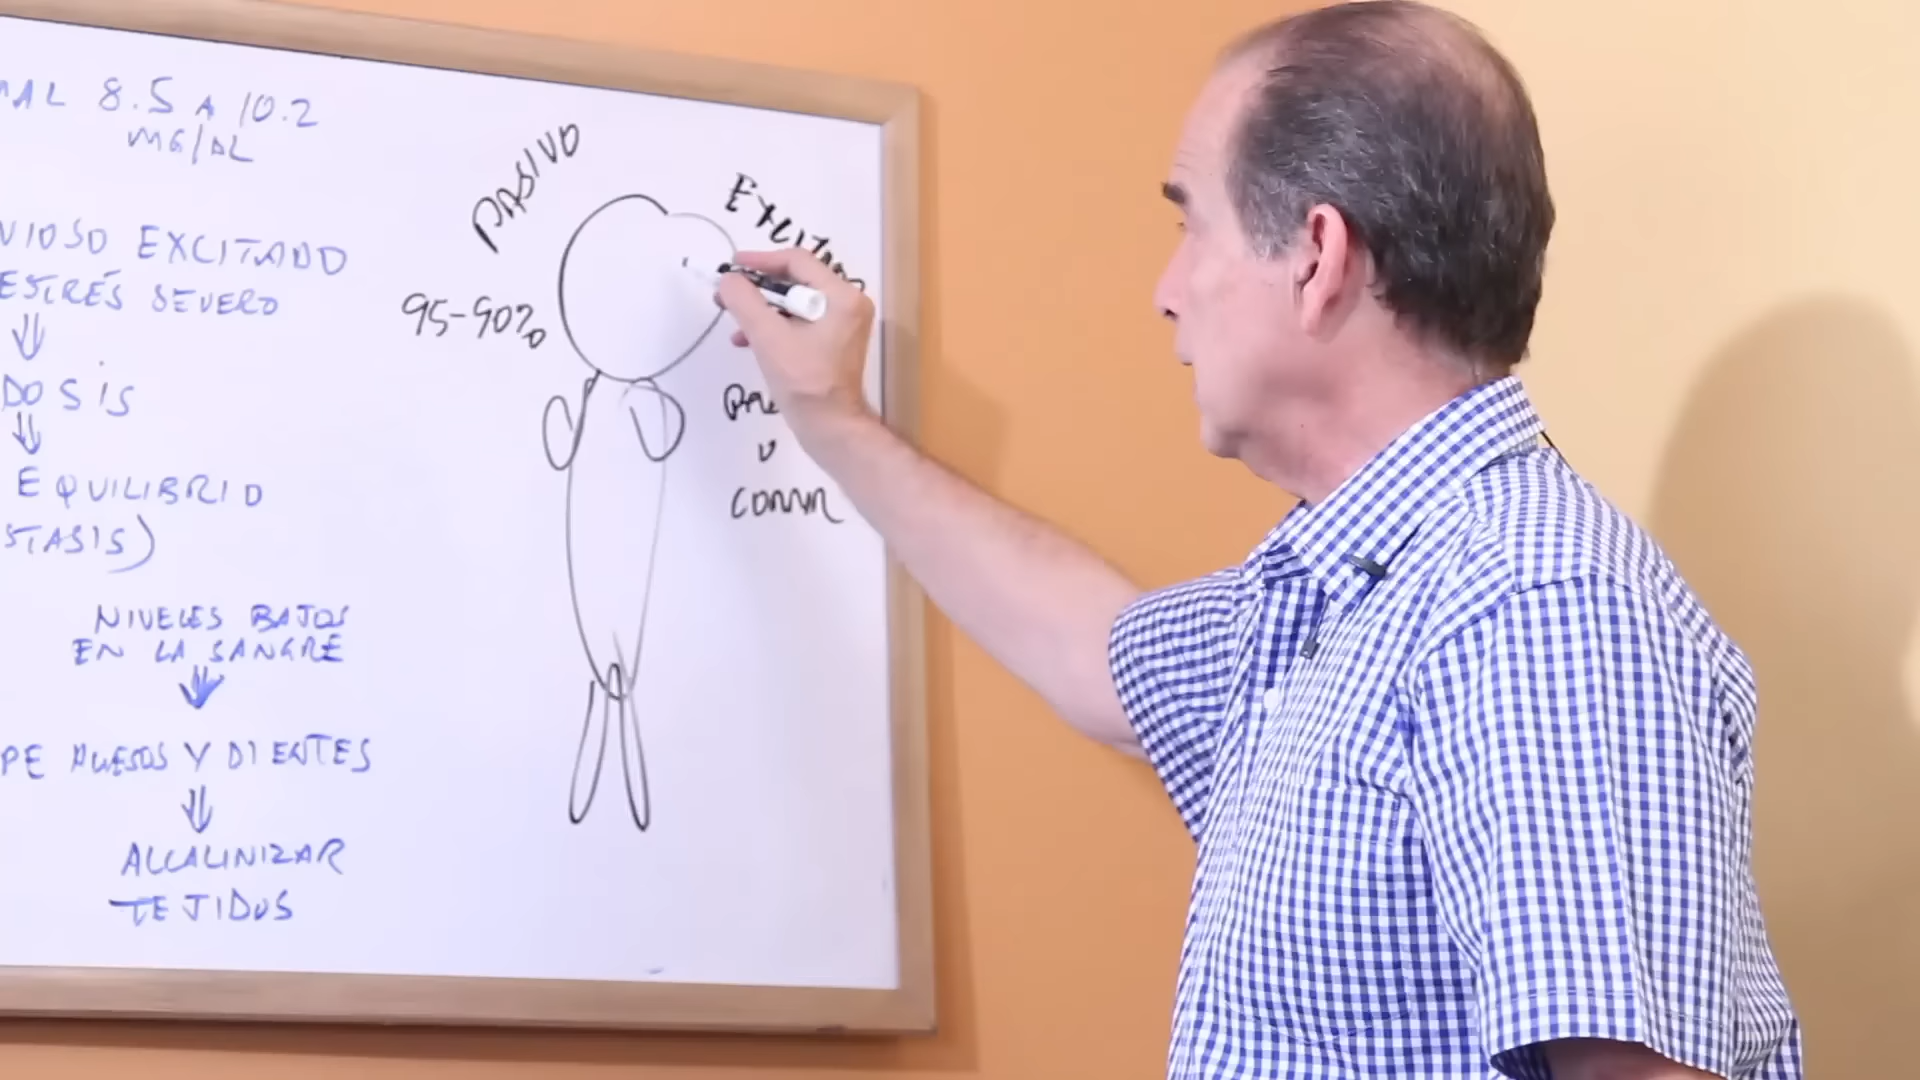 MAL 8.5 A 10.2
MG/DL
VIOSO EXCITADO
ESTRÉS SEVERO
DOSIS
EQUILIBRIO
STASIS)
NIVELES BAJOS
EN LA SANGRE
PE HUESOS Y DIENTES
ALCALINIZAR
TEJIDOS
PASIVO
95-90%